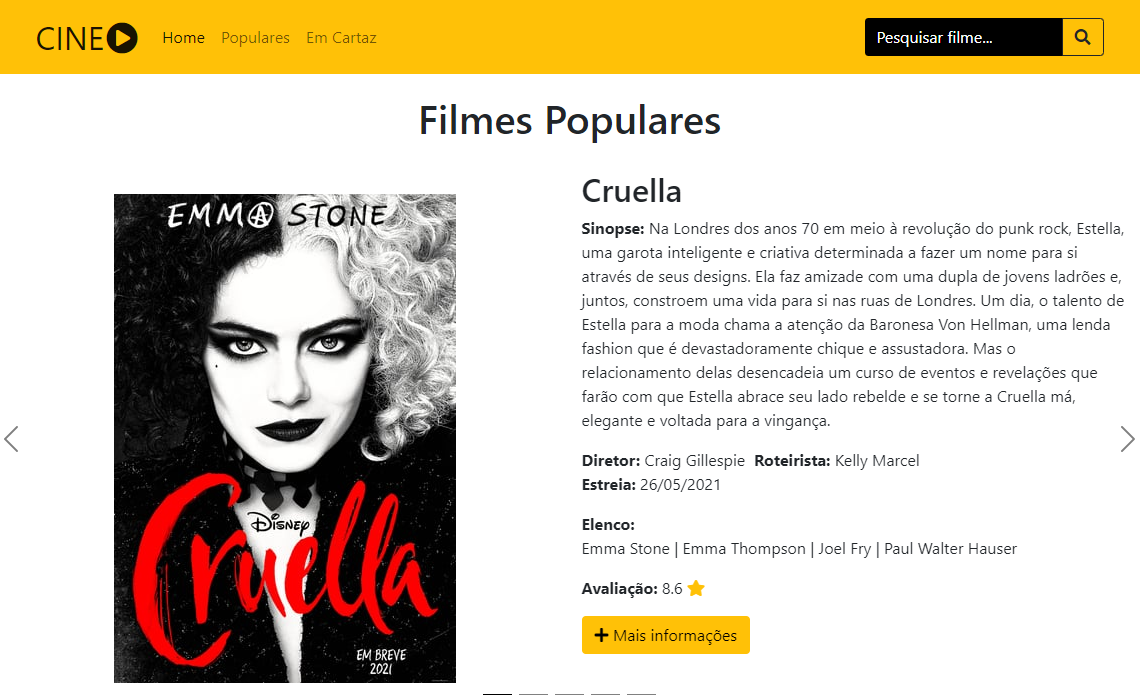 CINE
Home Populares Em Cartaz
Pesquisar filme...
Filmes Populares
EMMA STONE
Disney
Cruella
EM BREVE
2021
Cruella
Sinopse: Na Londres dos anos 70 em meio à revolução do punk rock, Estella,
uma garota inteligente e criativa determinada a fazer um nome para si
através de seus designs. Ela faz amizade com uma dupla de jovens ladrões e,
juntos, constroem uma vida para si nas ruas de Londres. Um dia, o talento de
Estella para a moda chama a atenção da Baronesa Von Hellman, uma lenda
fashion que é devastadoramente chique e assustadora. Mas o
relacionamento delas desencadeia um curso de eventos e revelações que
farão com que Estella abrace seu lado rebelde e se torne a Cruella má,
elegante e voltada para a vingança.
Diretor: Craig Gillespie Roteirista: Kelly Marcel
Estreia: 26/05/2021
Elenco:
Emma Stone | Emma Thompson | Joel Fry | Paul Walter Hauser
Avaliação: 8.6
Mais informações